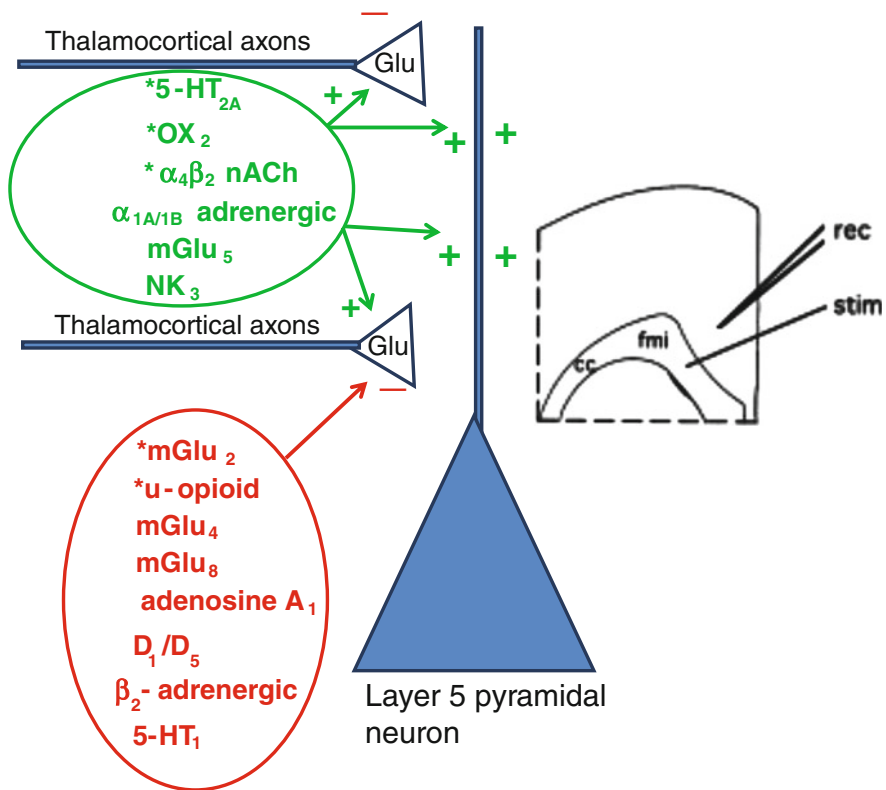 Thalamocortical axons
Glu
*5-HT2A
*OX2
*α4β2 nACh
α1A/1B adrenergic
mGlu5
NK3
Thalamocortical axons
Glu
*mGlu2
*u-opioid
mGlu4
mGlu8
adenosine A1
D1/D5
β2- adrenergic
5-HT1
Layer 5 pyramidal
neuron
rec
stim
fmi
cc
+
+
+
+
+
+
—
—